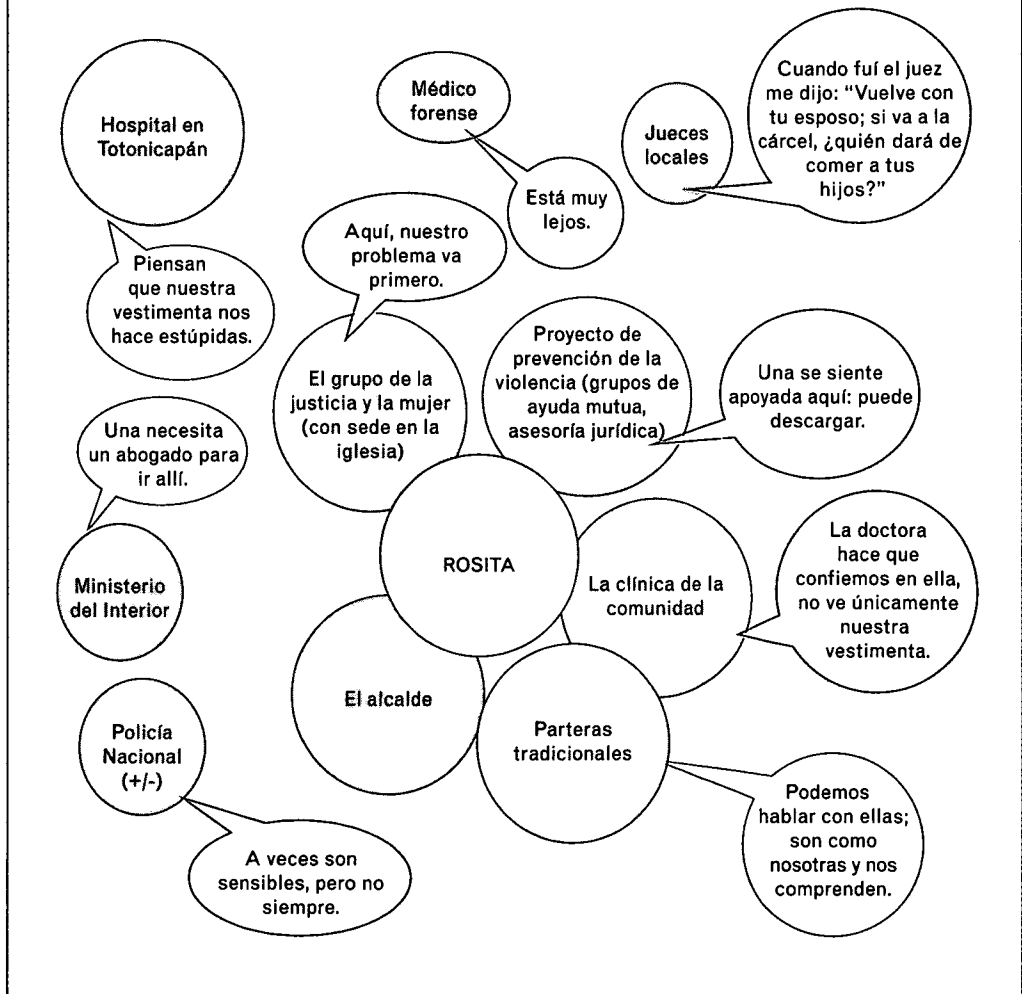 Hospital en
Totonicapán
Piensan
que nuestra
vestimenta nos
hace estúpidas.
Médico
forense
Está muy
lejos.
Jueces
locales
Cuando fuí el juez
me dijo: “Vuelve con
tu esposo; si va a la
cárcel, ¿quién dará de
comer a tus
hijos?”
Aquí, nuestro
problema va
primero.
El grupo de la
justicia y la mujer
(con sede en la
iglesia)
Proyecto de
prevención de la
violencia (grupos de
ayuda mutua,
asesoría jurídica)
Una se siente
apoyada aquí: puede
descargar.
Una necesita
un abogado para
ir allí.
Ministerio
del Interior
ROSITA
La clínica de la
comunidad
La doctora
hace que
confiemos en ella,
no ve únicamente
nuestra
vestimenta.
El alcalde
Parteras
tradicionales
Podemos
hablar con ellas;
son como
nosotras y nos
comprenden.
Policía
Nacional
(+/-)
A veces son
sensibles, pero no
siempre.